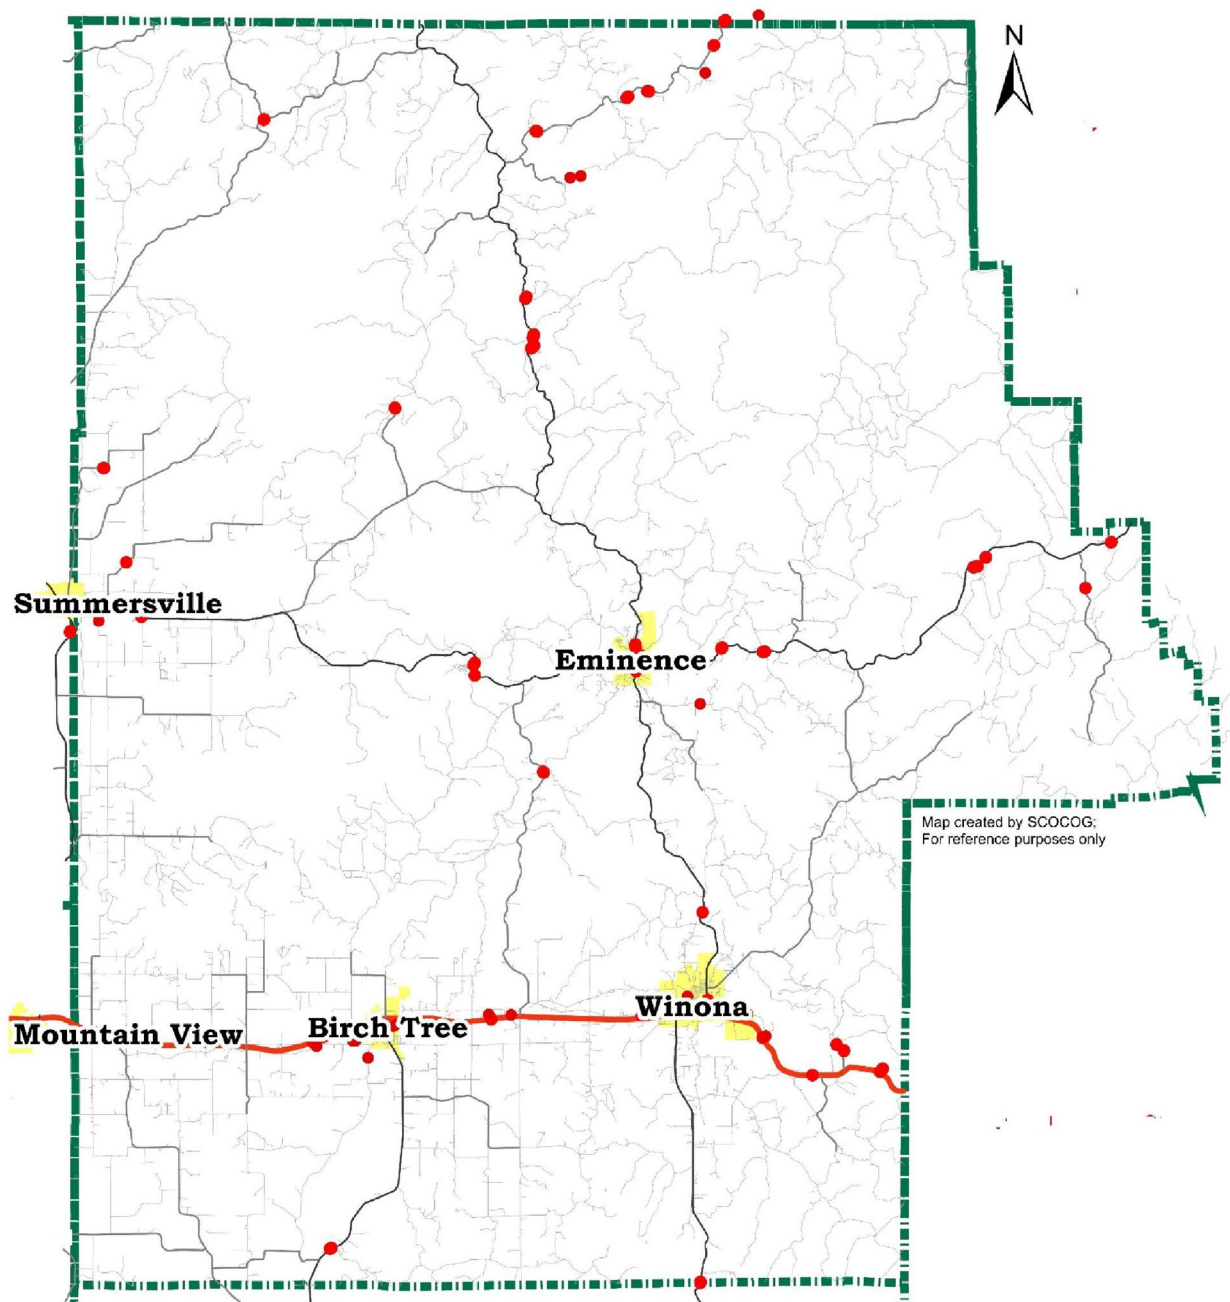 N
Summersville
Eminence
Map created by SCOCOG;
For reference purposes only
Winona
Birch Tree
Mountain View